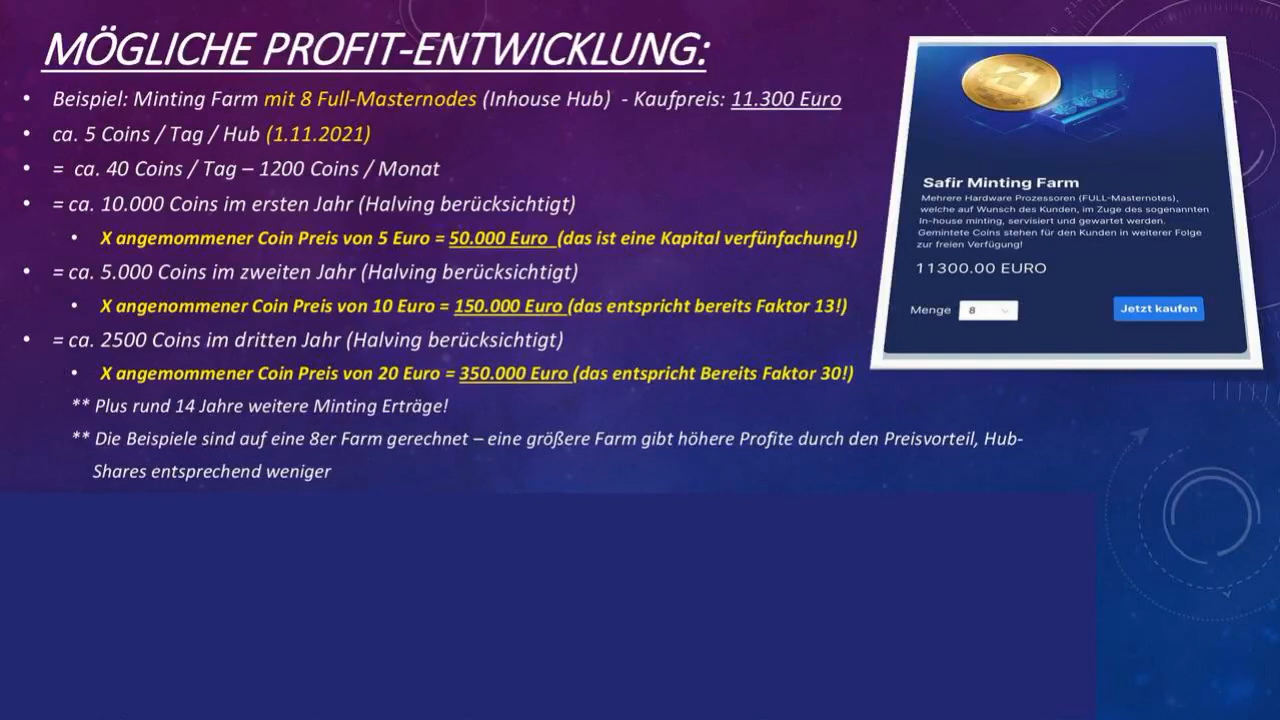 MÖGLICHE PROFIT-ENTWICKLUNG:
• Beispiel: Minting Farm mit 8 Full-Masternodes (Inhouse Hub) - Kaufpreis: 11.300 Euro
• ca. 5 Coins / Tag / Hub (1.11.2021)
• = ca. 40 Coins / Tag – 1200 Coins / Monat
• = ca. 10.000 Coins im ersten Jahr (Halving berücksichtigt)
• X angemommener Coin Preis von 5 Euro = 50.000 Euro (das ist eine Kapital verfünfachung!)
• = ca. 5.000 Coins im zweiten Jahr (Halving berücksichtigt)
• X angenommener Coin Preis von 10 Euro = 150.000 Euro (das entspricht bereits Faktor 13!)
• = ca. 2500 Coins im dritten Jahr (Halving berücksichtigt)
• X angemommener Coin Preis von 20 Euro = 350.000 Euro (das entspricht Bereits Faktor 30!)
** Plus rund 14 Jahre weitere Minting Erträge!
** Die Beispiele sind auf eine 8er Farm gerechnet – eine größere Farm gibt höhere Profite durch den Preisvorteil, Hub-
Shares entsprechend weniger
Safir Minting Farm
Mehrere Hardware Prozessoren (FULL-Masternotes),
welche auf Wunsch des Kunden, im Zuge des sogenannten
In-house minting, servisiert und gewartet werden.
Gemintete Coins stehen für den Kunden in weiterer Folge
zur freien Verfügung!
11300.00 EURO
Menge 8 Jetzt kaufen